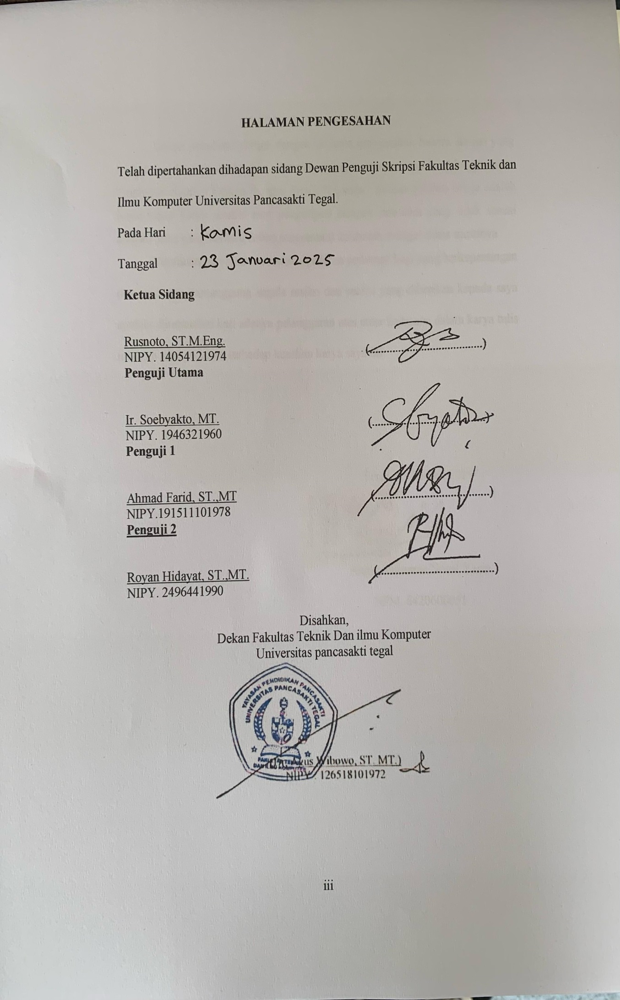 HALAMAN PENGESAHAN
Telah dipertahankan dihadapan sidang Dewan Penguji Skripsi Fakultas Teknik dan
Ilmu Komputer Universitas Pancasakti Tegal.
Pada Hari : Kamis
Tanggal : 23 Januari 2025
Ketua Sidang
Rusnoto, ST.M.Eng.
(..........................................)
NIPY. 14054121974
Penguji Utama
Ir. Soebyakto, MT.
NIPY. 1946321960
Penguji 1
Ahmad Farid, ST.,MT
(..........................................)
NIPY.191511101978
Penguji 2
Royan Hidayat, ST.,MT.
(..........................................)
NIPY. 2496441990
Disahkan,
Dekan Fakultas Teknik Dan ilmu Komputer
Universitas pancasakti tegal
YAYASAN PENDIDIKAN PANCASAKTI
UNIVERSITAS PANCASAKTI TEGAL
Wibowo, ST. MT.)
NIPY. 126518101972
iii